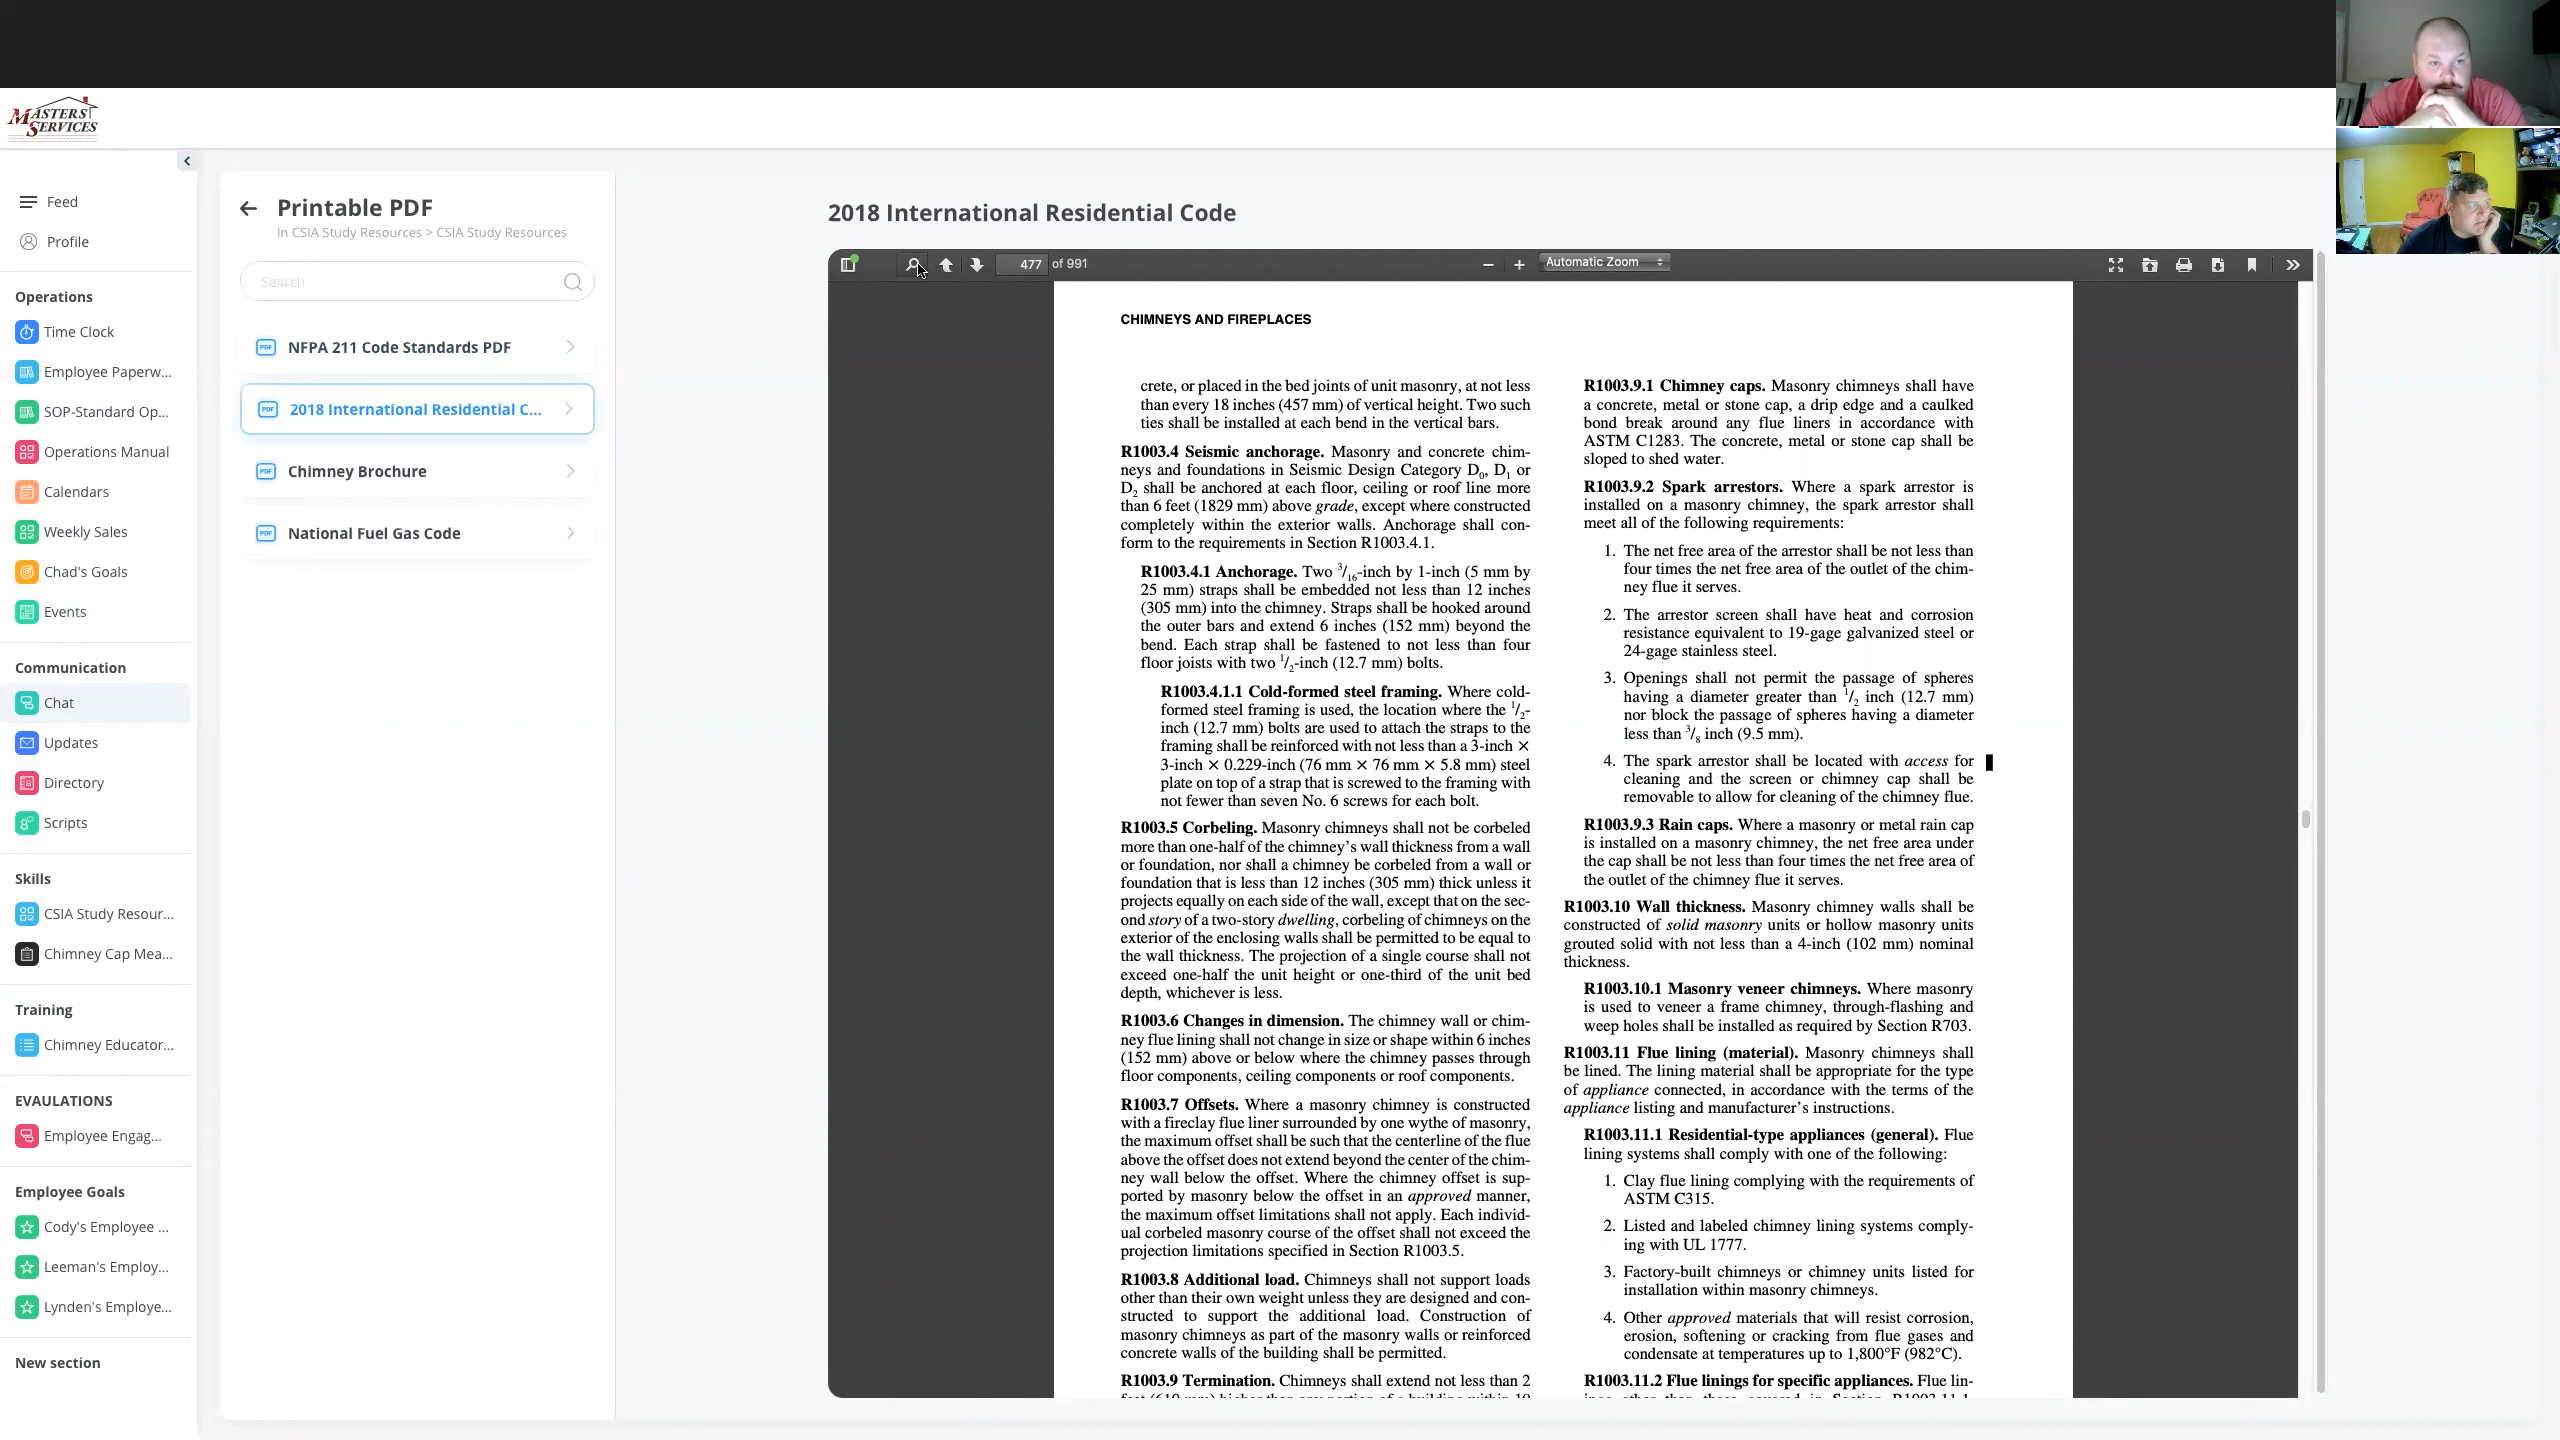 MASTERS
SERVICES
Feed
Profile
Operations
Time Clock
Employee Paperw...
SOP-Standard Op...
Operations Manual
Calendars
Weekly Sales
Chad's Goals
Events
Communication
Chat
Updates
Directory
Scripts
Skills
CSIA Study Resour...
Chimney Cap Mea...
Training
Chimney Educator...
EVAULATIONS
Employee Engag...
Employee Goals
Cody's Employee ...
Leeman's Employ...
Lynden's Employe...
New section
Printable PDF
In CSIA Study Resources > CSIA Study Resources
Search
PDF NFPA 211 Code Standards PDF
PDF 2018 International Residential C...
PDF Chimney Brochure
PDF National Fuel Gas Code
2018 International Residential Code
477 of 991
Automatic Zoom
CHIMNEYS AND FIREPLACES
crete, or placed in the bed joints of unit masonry, at not less
than every 18 inches (457 mm) of vertical height. Two such
ties shall be installed at each bend in the vertical bars.
R1003.4 Seismic anchorage. Masonry and concrete chim-
neys and foundations in Seismic Design Category D0, D1 or
D2 shall be anchored at each floor, ceiling or roof line more
than 6 feet (1829 mm) above grade, except where constructed
completely within the exterior walls. Anchorage shall con-
form to the requirements in Section R1003.4.1.
R1003.4.1 Anchorage. Two 3/16-inch by 1-inch (5 mm by
25 mm) straps shall be embedded not less than 12 inches
(305 mm) into the chimney. Straps shall be hooked around
the outer bars and extend 6 inches (152 mm) beyond the
bend. Each strap shall be fastened to not less than four
floor joists with two 1/2-inch (12.7 mm) bolts.
R1003.4.1.1 Cold-formed steel framing. Where cold-
formed steel framing is used, the location where the 1/2-
inch (12.7 mm) bolts are used to attach the straps to the
framing shall be reinforced with not less than a 3-inch ×
3-inch × 0.229-inch (76 mm × 76 mm × 5.8 mm) steel
plate on top of a strap that is screwed to the framing with
not fewer than seven No. 6 screws for each bolt.
R1003.5 Corbeling. Masonry chimneys shall not be corbeled
more than one-half of the chimney's wall thickness from a wall
or foundation, nor shall a chimney be corbeled from a wall or
foundation that is less than 12 inches (305 mm) thick unless it
projects equally on each side of the wall, except that on the sec-
ond story of a two-story dwelling, corbeling of chimneys on the
exterior of the enclosing walls shall be permitted to be equal to
the wall thickness. The projection of a single course shall not
exceed one-half the unit height or one-third of the unit bed
depth, whichever is less.
R1003.6 Changes in dimension. The chimney wall or chim-
ney flue lining shall not change in size or shape within 6 inches
(152 mm) above or below where the chimney passes through
floor components, ceiling components or roof components.
R1003.7 Offsets. Where a masonry chimney is constructed
with a fireclay flue liner surrounded by one wythe of masonry,
the maximum offset shall be such that the centerline of the flue
above the offset does not extend beyond the center of the chim-
ney wall below the offset. Where the chimney offset is sup-
ported by masonry below the offset in an approved manner,
the maximum offset limitations shall not apply. Each individ-
ual corbeled masonry course of the offset shall not exceed the
projection limitations specified in Section R1003.5.
R1003.8 Additional load. Chimneys shall not support loads
other than their own weight unless they are designed and con-
structed to support the additional load. Construction of
masonry chimneys as part of the masonry walls or reinforced
concrete walls of the building shall be permitted.
R1003.9 Termination. Chimneys shall extend not less than 2
R1003.9.1 Chimney caps. Masonry chimneys shall have
a concrete, metal or stone cap, a drip edge and a caulked
bond break around any flue liners in accordance with
ASTM C1283. The concrete, metal or stone cap shall be
sloped to shed water.
R1003.9.2 Spark arrestors. Where a spark arrestor is
installed on a masonry chimney, the spark arrestor shall
meet all of the following requirements:
1. The net free area of the arrestor shall be not less than
four times the net free area of the outlet of the chim-
ney flue it serves.
2. The arrestor screen shall have heat and corrosion
resistance equivalent to 19-gage galvanized steel or
24-gage stainless steel.
3. Openings shall not permit the passage of spheres
having a diameter greater than 1/2 inch (12.7 mm)
nor block the passage of spheres having a diameter
less than 3/8 inch (9.5 mm).
4. The spark arrestor shall be located with access for
cleaning and the screen or chimney cap shall be
removable to allow for cleaning of the chimney flue.
R1003.9.3 Rain caps. Where a masonry or metal rain cap
is installed on a masonry chimney, the net free area under
the cap shall be not less than four times the net free area of
the outlet of the chimney flue it serves.
R1003.10 Wall thickness. Masonry chimney walls shall be
constructed of solid masonry units or hollow masonry units
grouted solid with not less than a 4-inch (102 mm) nominal
thickness.
R1003.10.1 Masonry veneer chimneys. Where masonry
is used to veneer a frame chimney, through-flashing and
weep holes shall be installed as required by Section R703.
R1003.11 Flue lining (material). Masonry chimneys shall
be lined. The lining material shall be appropriate for the type
of appliance connected, in accordance with the terms of the
appliance listing and manufacturer's instructions.
R1003.11.1 Residential-type appliances (general). Flue
lining systems shall comply with one of the following:
1. Clay flue lining complying with the requirements of
ASTM C315.
2. Listed and labeled chimney lining systems comply-
ing with UL 1777.
3. Factory-built chimneys or chimney units listed for
installation within masonry chimneys.
4. Other approved materials that will resist corrosion,
erosion, softening or cracking from flue gases and
condensate at temperatures up to 1,800°F (982°C).
R1003.11.2 Flue linings for specific appliances. Flue lin-